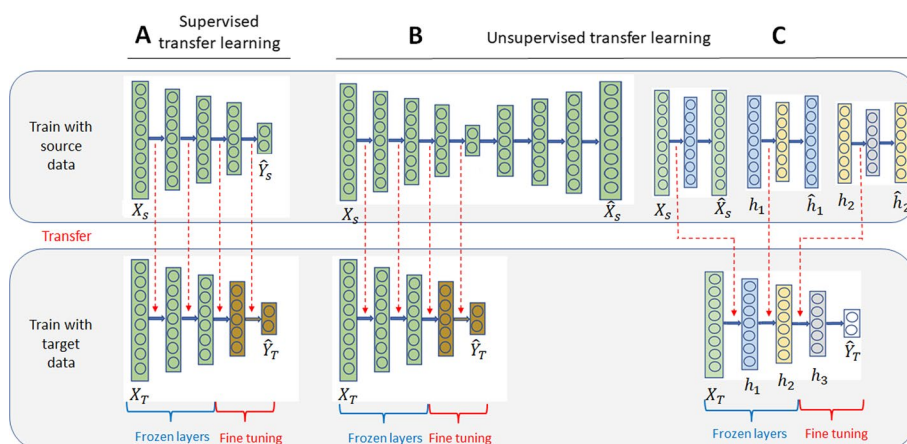 A
Supervised
transfer learning
B
Unsupervised transfer learning
C
Train with
source
data
X_S
Ŷ_S
X_S
X̂_S
X_S
X̂_S
h_1
ĥ_1
h_2
ĥ_2
Transfer
Train with
target
data
X_T
Ŷ_T
X_T
Ŷ_T
X_T
h_1
h_2
h_3
Ŷ_T
Frozen layers
Fine tuning
Frozen layers
Fine tuning
Frozen layers
Fine tuning